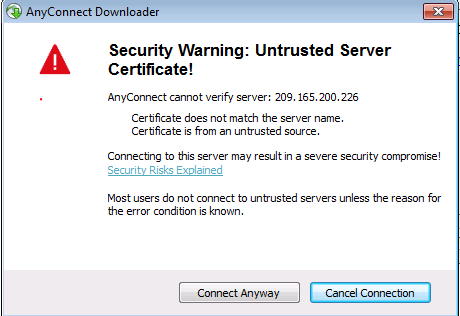 AnyConnect Downloader
Security Warning: Untrusted Server
Certificate!
AnyConnect cannot verify server: 209.165.200.226
Certificate does not match the server name.
Certificate is from an untrusted source.
Connecting to this server may result in a severe security compromise!
Security Risks Explained
Most users do not connect to untrusted servers unless the reason for
the error condition is known.
Connect Anyway
Cancel Connection